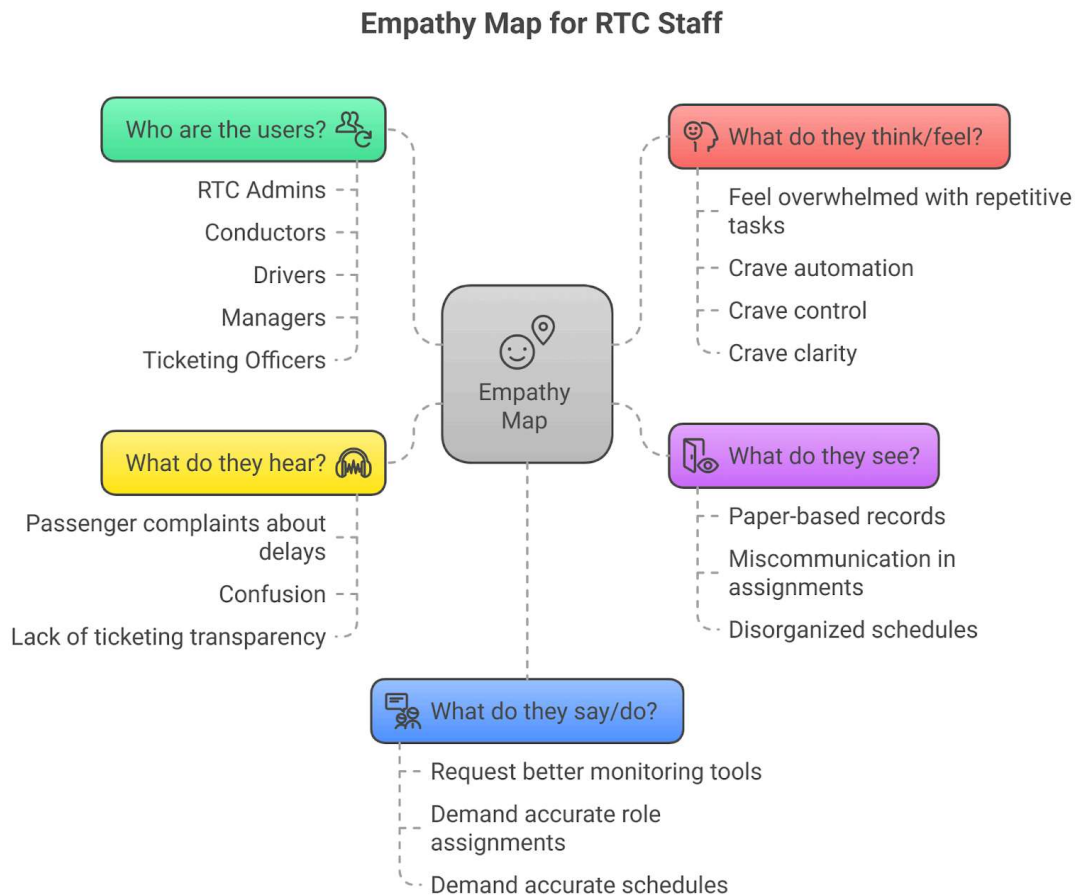 Empathy Map for RTC Staff
Who are the users?
RTC Admins
Conductors
Drivers
Managers
Ticketing Officers
What do they think/feel?
Feel overwhelmed with repetitive
tasks
Crave automation
Crave control
Crave clarity
Empathy
Map
What do they hear?
Passenger complaints about
delays
Confusion
Lack of ticketing transparency
What do they see?
Paper-based records
Miscommunication in
assignments
Disorganized schedules
What do they say/do?
Request better monitoring tools
Demand accurate role
assignments
Demand accurate schedules